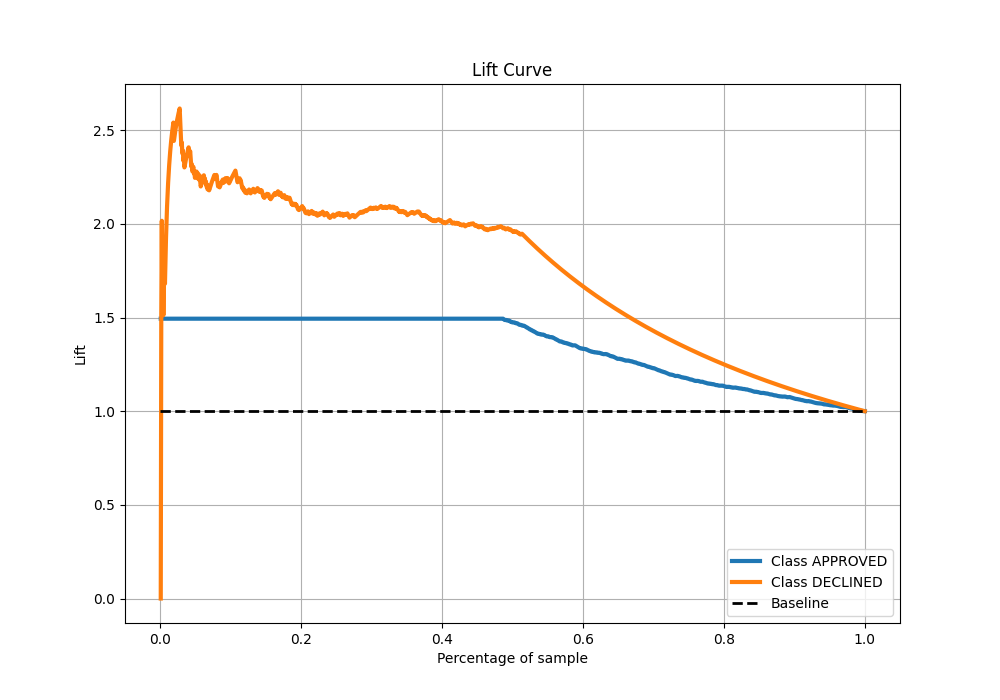 Lift Curve
Lift
2.5
2.0
1.5
1.0
0.5
0.0
0.0 0.2 0.4 0.6 0.8 1.0
Percentage of sample
Class APPROVED
Class DECLINED
Baseline